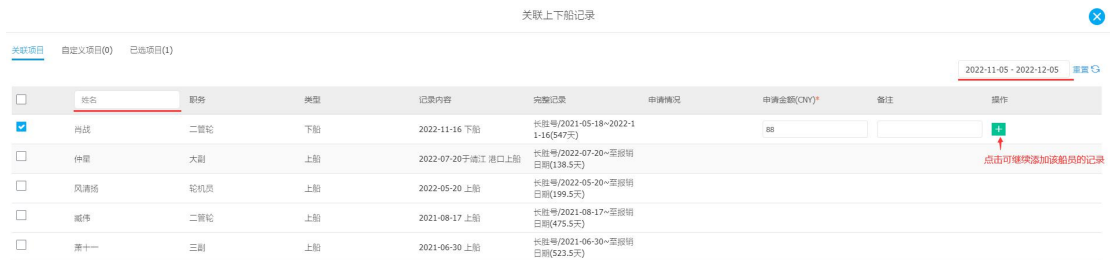 关联上下船记录
关联项目 自定义项目(0) 已选项目(1)
2022-11-05 - 2022-12-05 重置
姓名 职务 类型 记录内容 完整记录 申请情况 申请金额(CNY)* 备注 操作
肖战 二管轮 下船 2022-11-16 下船 长胜号/2021-05-18~2022-1
1-16(547天) 88
点击可继续添加该船员的记录
仲星 大副 上船 2022-07-20于靖江 港口上船 长胜号/2022-07-20~至报销
日期(138.5天)
风清扬 轮机员 上船 2022-05-20 上船 长胜号/2022-05-20~至报销
日期(199.5天)
臧伟 二管轮 上船 2021-08-17 上船 长胜号/2021-08-17~至报销
日期(475.5天)
萧十一 三副 上船 2021-06-30 上船 长胜号/2021-06-30~至报销
日期(523.5天)